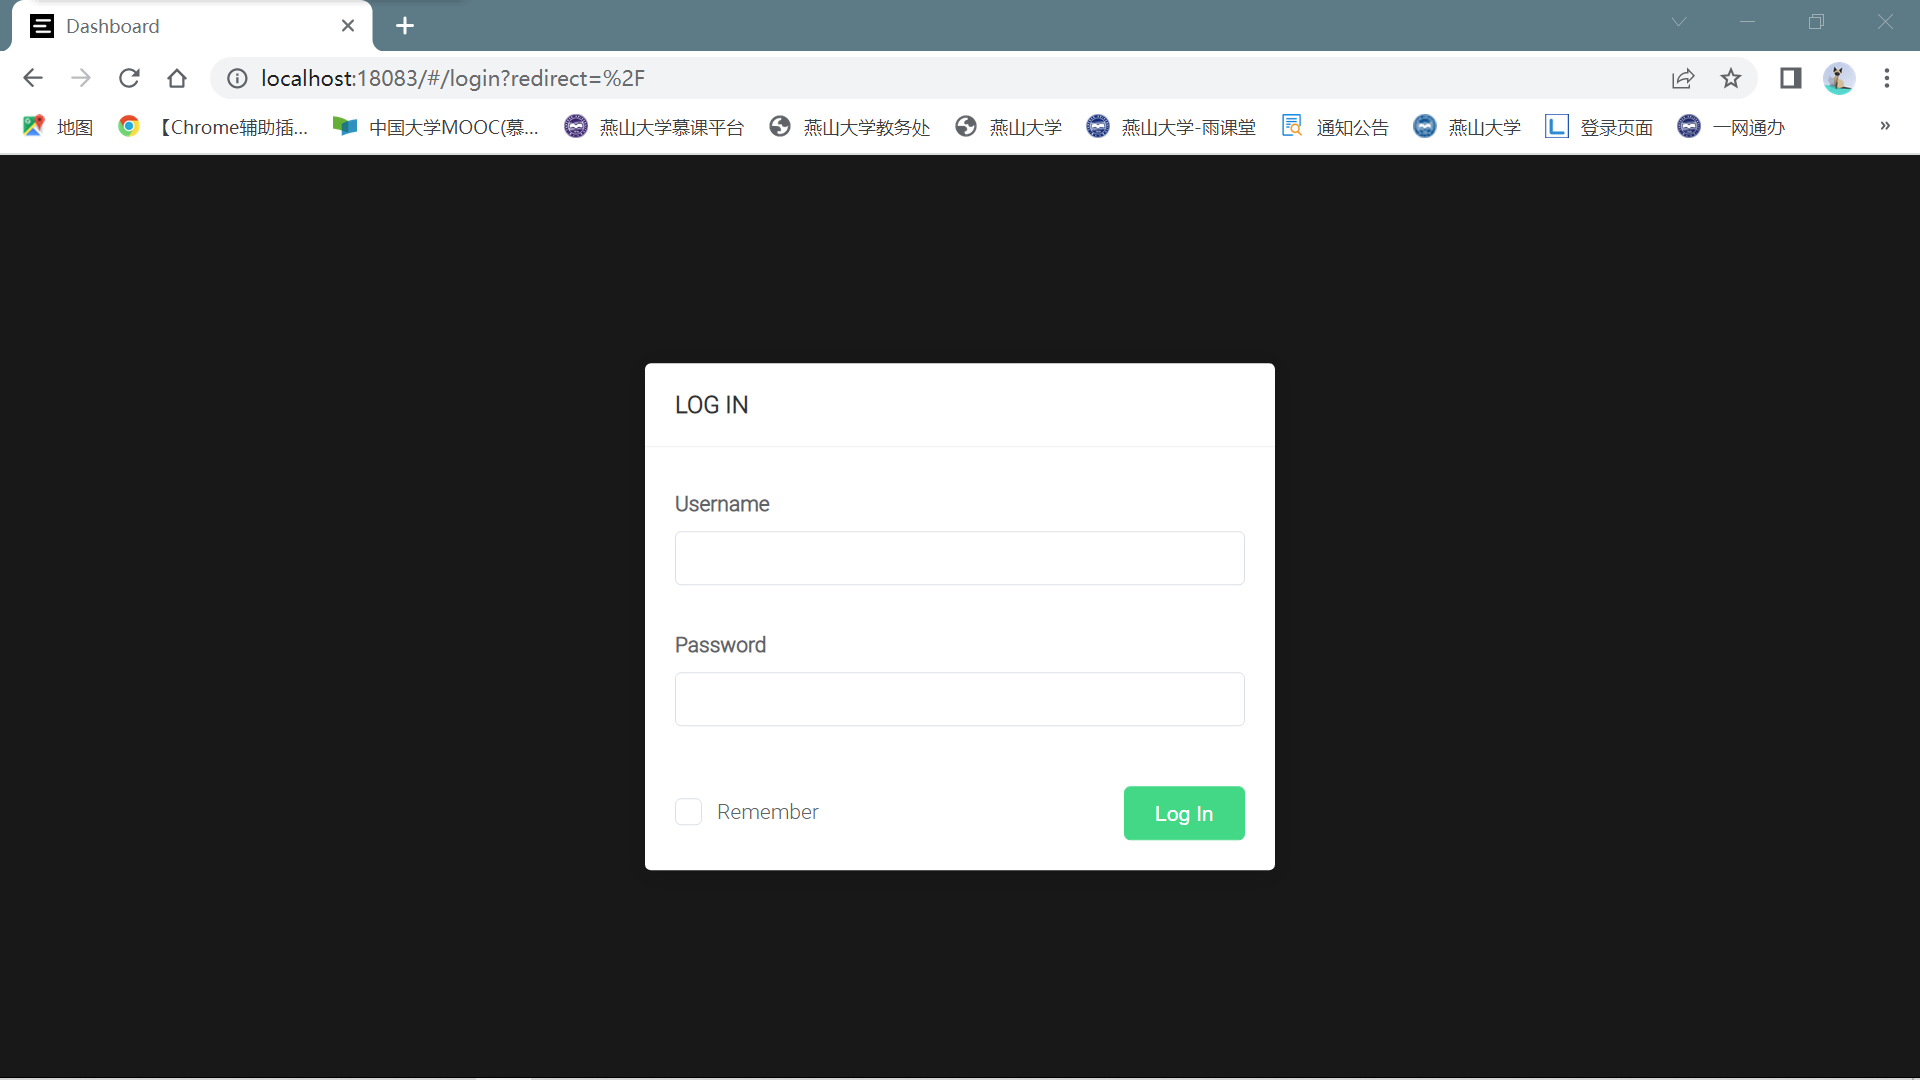 Dashboard
localhost:18083/#/login?redirect=%2F
地图 【Chrome辅助插... 中国大学MOOC(慕... 燕山大学慕课平台 燕山大学教务处 燕山大学 燕山大学-雨课堂 通知公告 燕山大学 登录页面 一网通办 »
LOG IN
Username
Password
Remember Log In